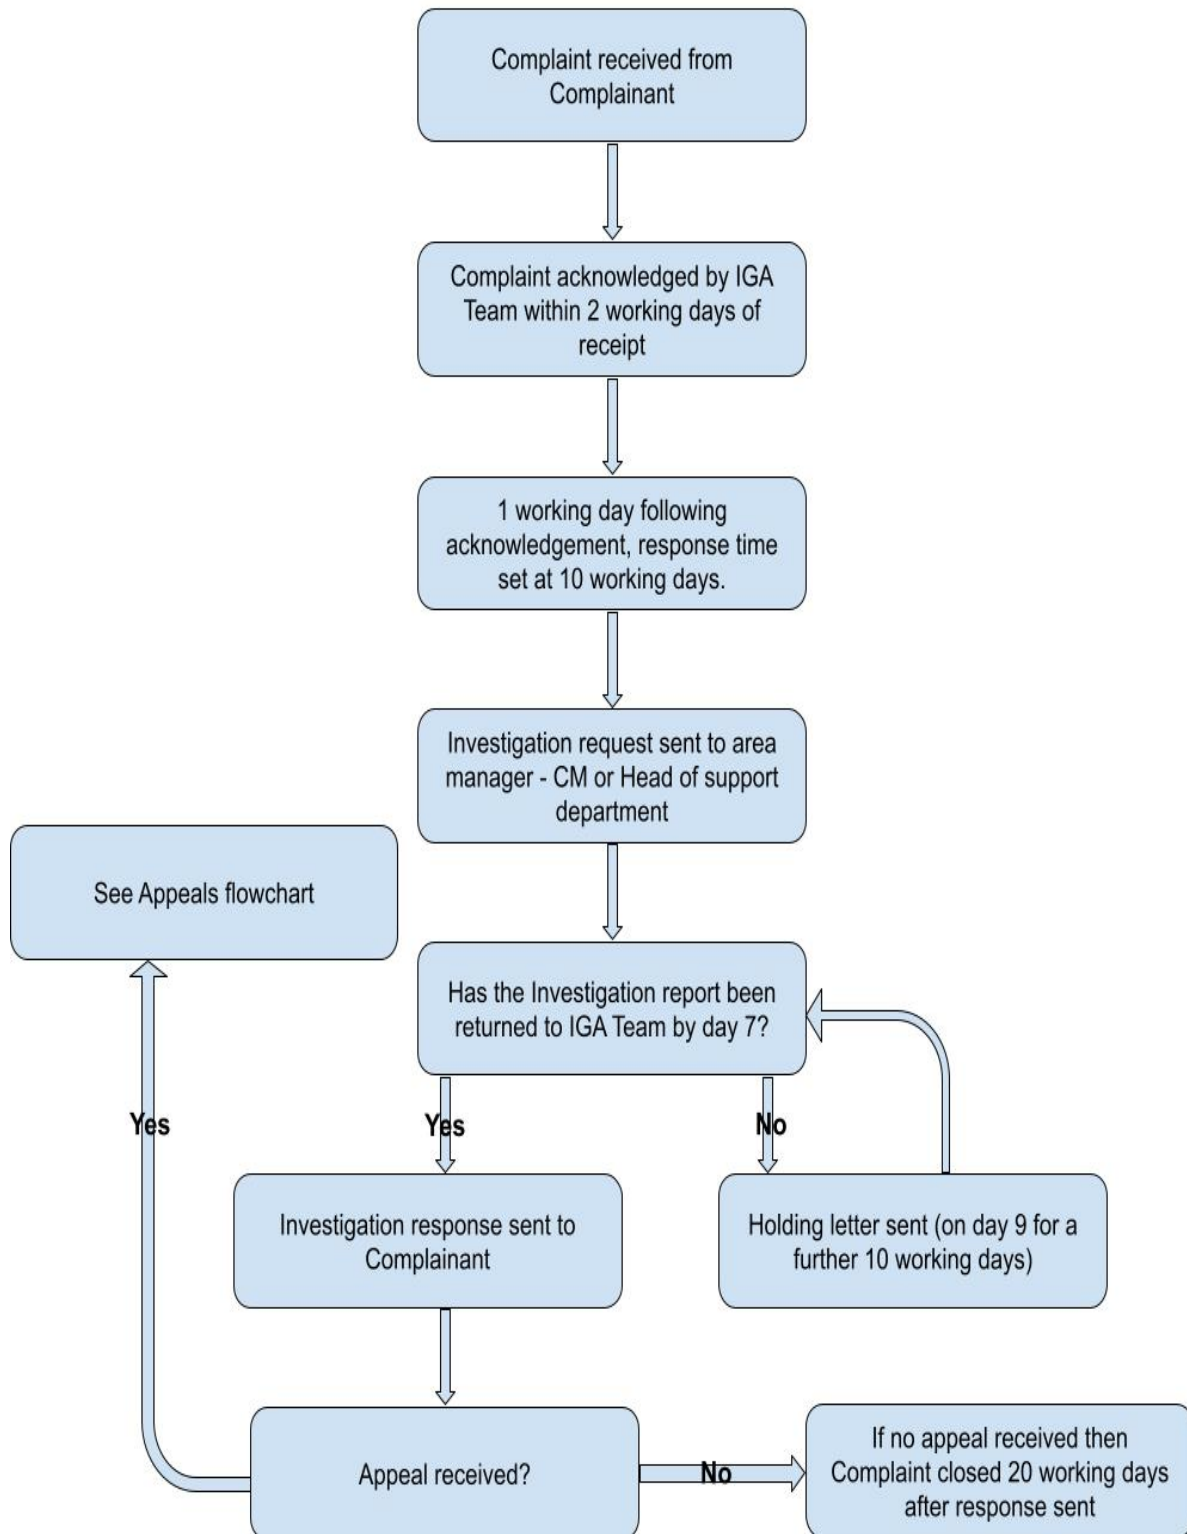 Complaint received from
Complainant
Complaint acknowledged by IGA
Team within 2 working days of
receipt
1 working day following
acknowledgement, response time
set at 10 working days.
Investigation request sent to area
manager - CM or Head of support
department
See Appeals flowchart
Has the Investigation report been
returned to IGA Team by day 7?
Yes
Yes
No
Investigation response sent to
Complainant
Holding letter sent (on day 9 for a
further 10 working days)
Appeal received?
No
If no appeal received then
Complaint closed 20 working days
after response sent